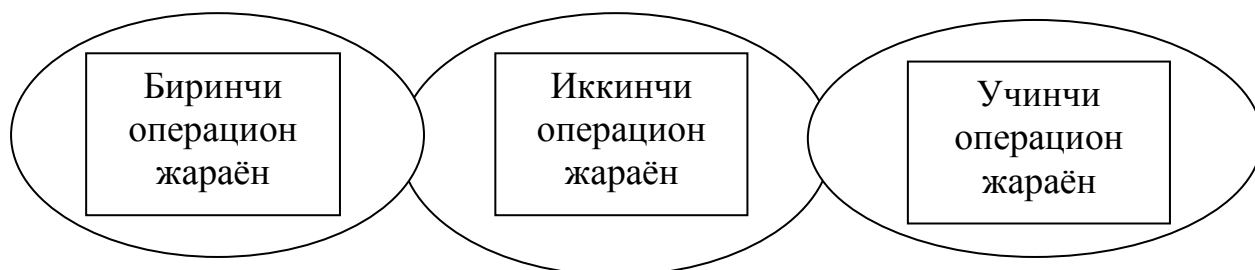 Биринчи
операцион
жараён
Иккинчи
операцион
жараён
Учинчи
операцион
жараён